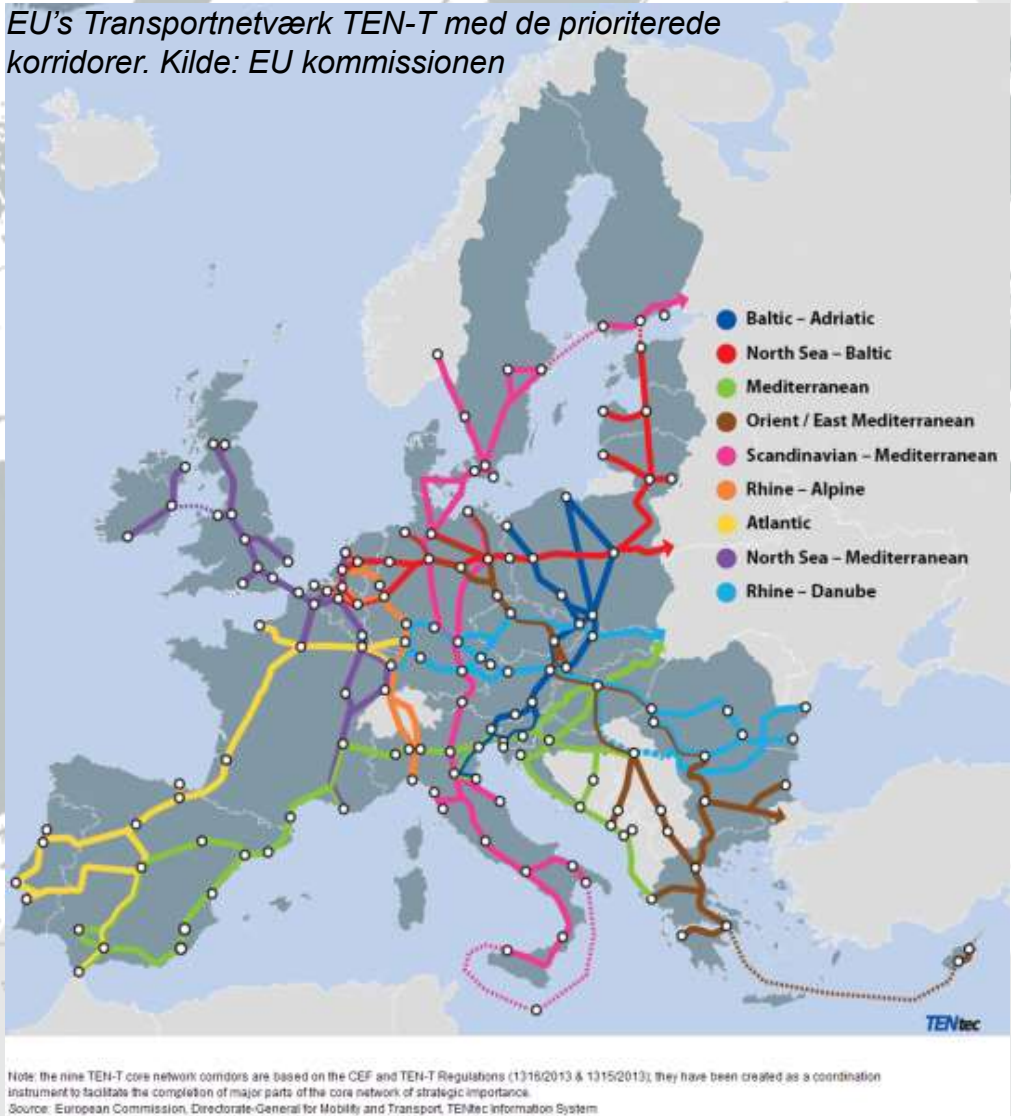 EU's Transportnetværk TEN-T med de prioriterede
korridorer. Kilde: EU kommissionen
Baltic – Adriatic
North Sea – Baltic
Mediterranean
Orient / East Mediterranean
Scandinavian – Mediterranean
Rhine – Alpine
Atlantic
North Sea – Mediterranean
Rhine – Danube
TENtec
Note: the nine TEN-T core network corridors are based on the CEF and TEN-T Regulations (1316/2013 & 1315/2013); they have been created as a coordination
instrument to facilitate the completion of major parts of the core network of strategic importance.
Source: European Commission, Directorate-General for Mobility and Transport, TENtec Information System